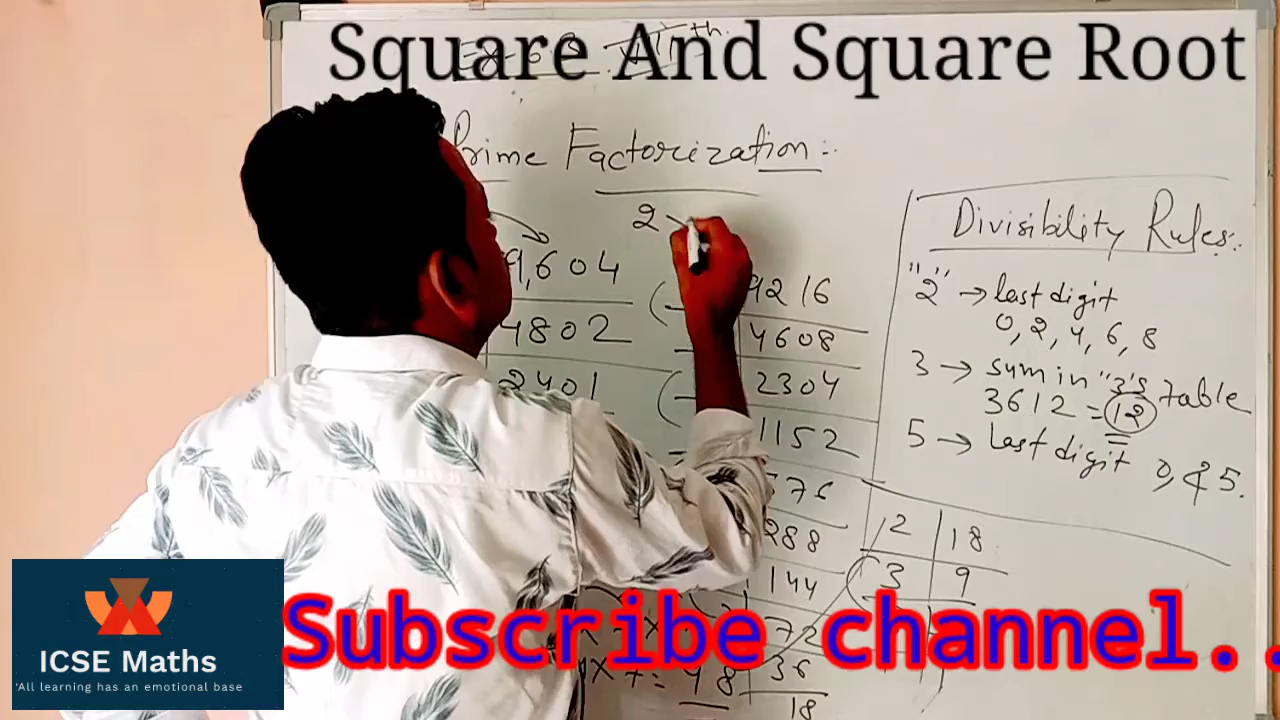 Square And Square Root
Prime Factorization :-
2 ×
9,604
4802
2401
9216
4608
2304
1152
576
288
144
72
36
18
Divisibility Rules:-
"2" → last digit
0, 2, 4, 6, 8
3 → sum in "3's table
3612 = 12
5 → last digit 0, & 5.
2 18
3 9
× 7 = 98
ICSE Maths
'All learning has an emotional base
Subscribe channel..